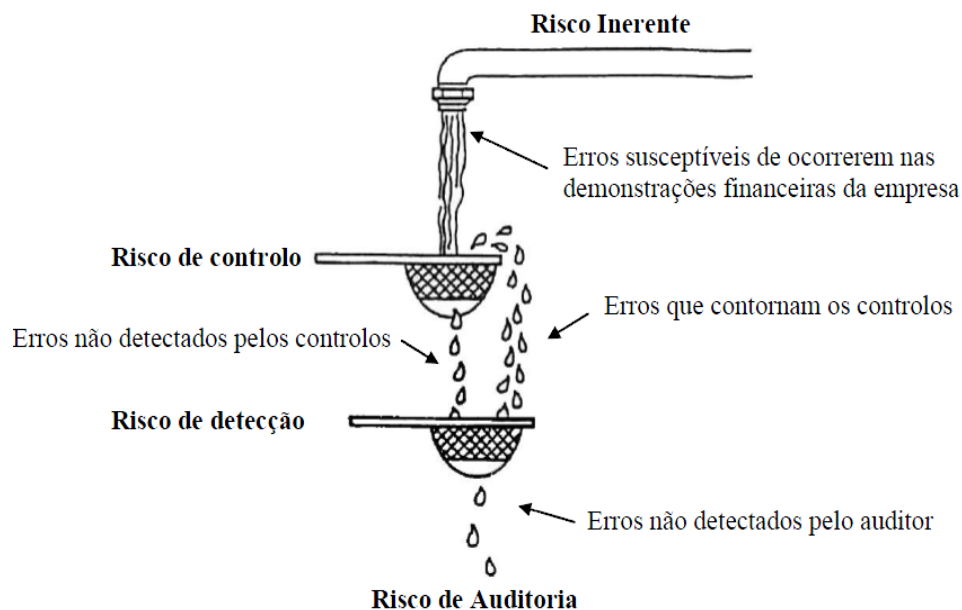 Risco Inerente
Erros susceptíveis de ocorrerem nas
demonstrações financeiras da empresa
Risco de controlo
Erros que contornam os controlos
Erros não detectados pelos controlos
Risco de detecção
Erros não detectados pelo auditor
Risco de Auditoria